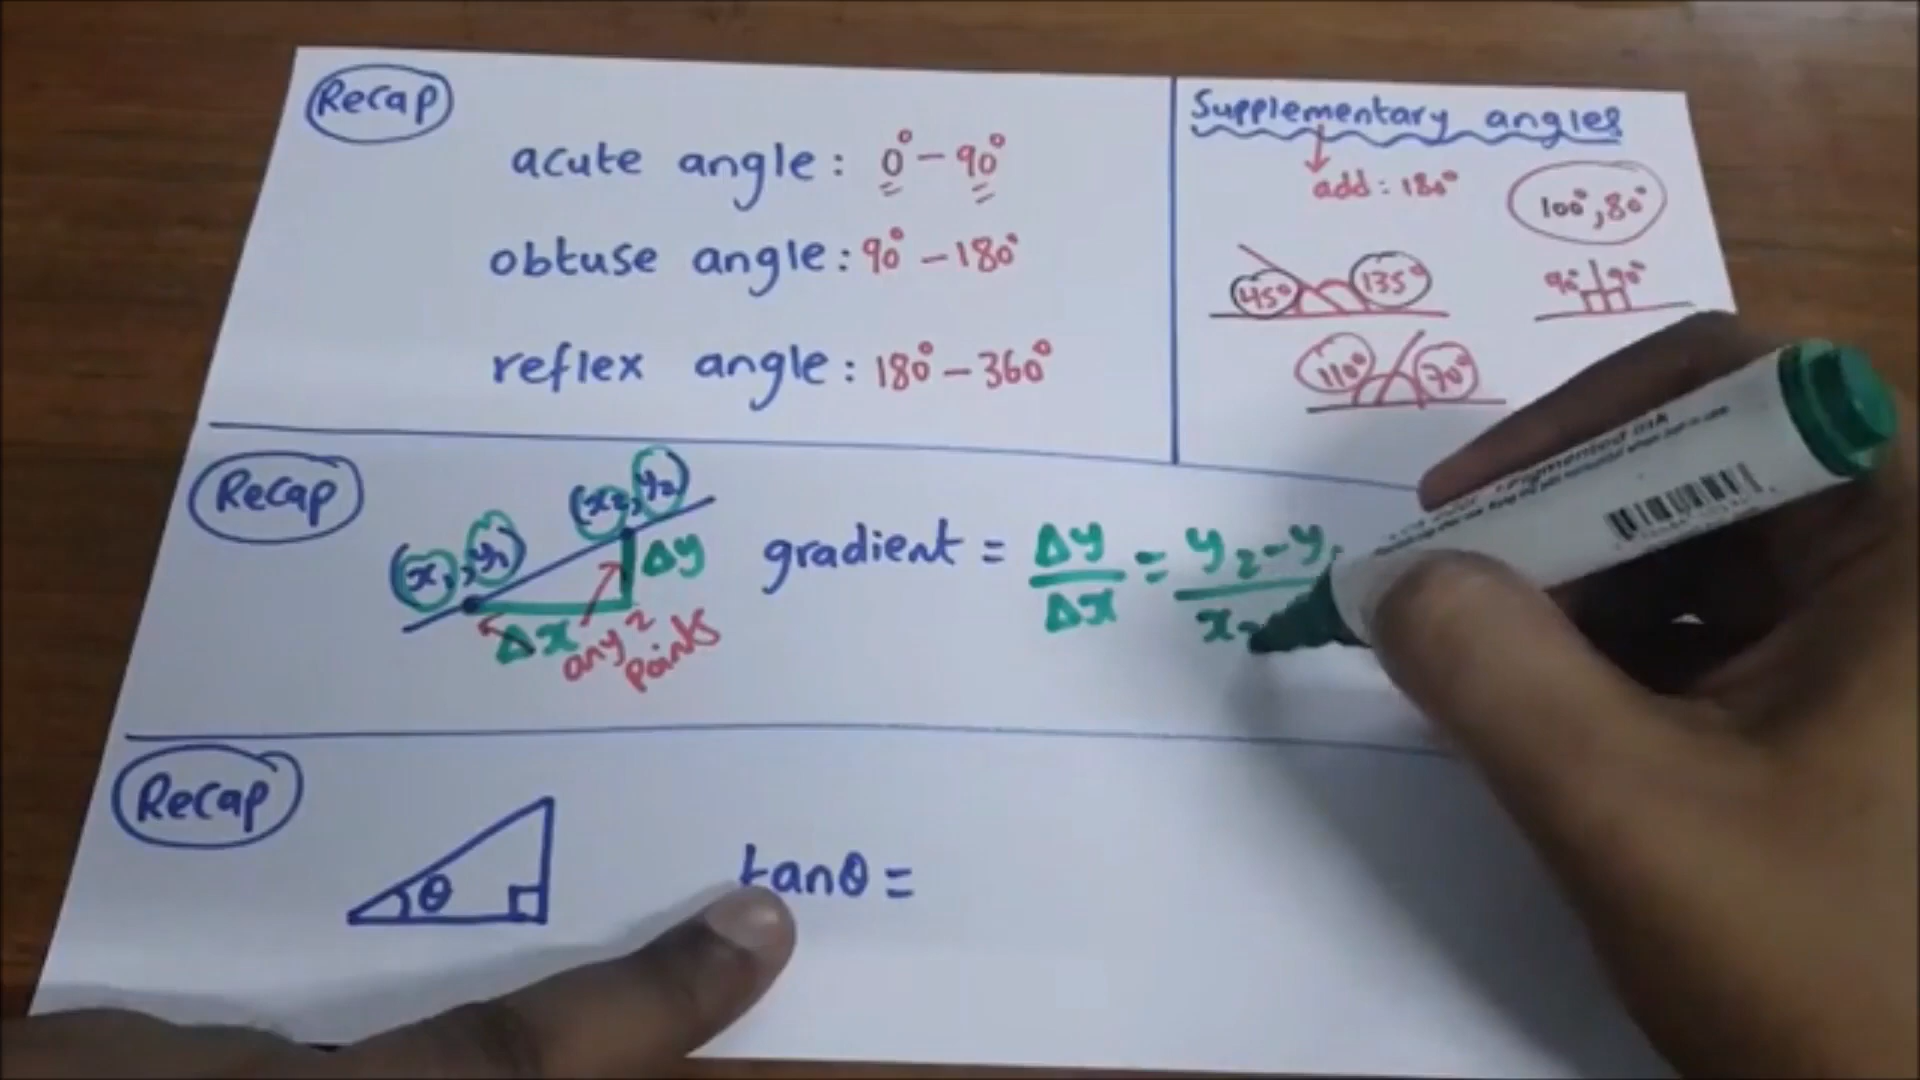 Recap
acute angle: 0° - 90°
obtuse angle: 90° - 180°
reflex angle: 180° - 360°
Supplementary angles
add: 180°
100°, 80°
45° 135°
90° 90°
110° 70°
Recap
(x₁, y₁)
(x₂, y₂)
Δy
Δx
any 2
points
gradient = Δy/Δx = y₂-y₁/x₂
Recap
θ
tanθ =